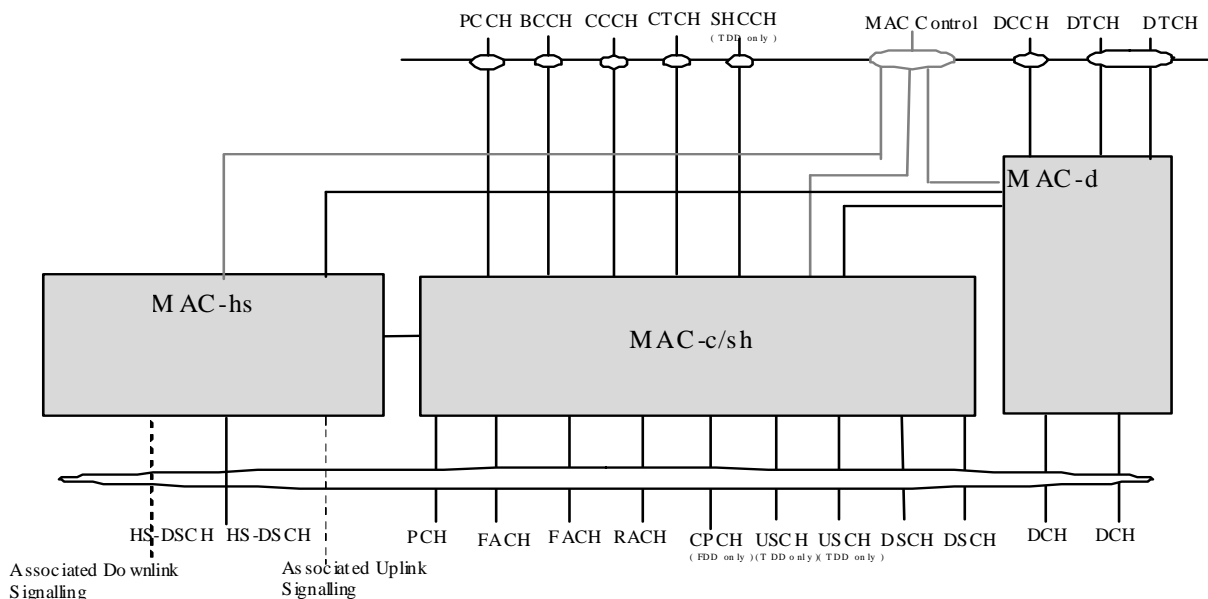 PCCH BCCH CCCH CTCH SHCCH MAC Control DCCH DTCH DTCH
( TDD only )
MAC-d
MAC-hs
MAC-c/sh
HS-DSCH HS-DSCH PCH FACH FACH RACH CPCH USCH USCH DSCH DSCH DCH DCH
( FDD only ) ( TDD only ) ( TDD only )
Associated Downlink
Signalling
Associated Uplink
Signalling